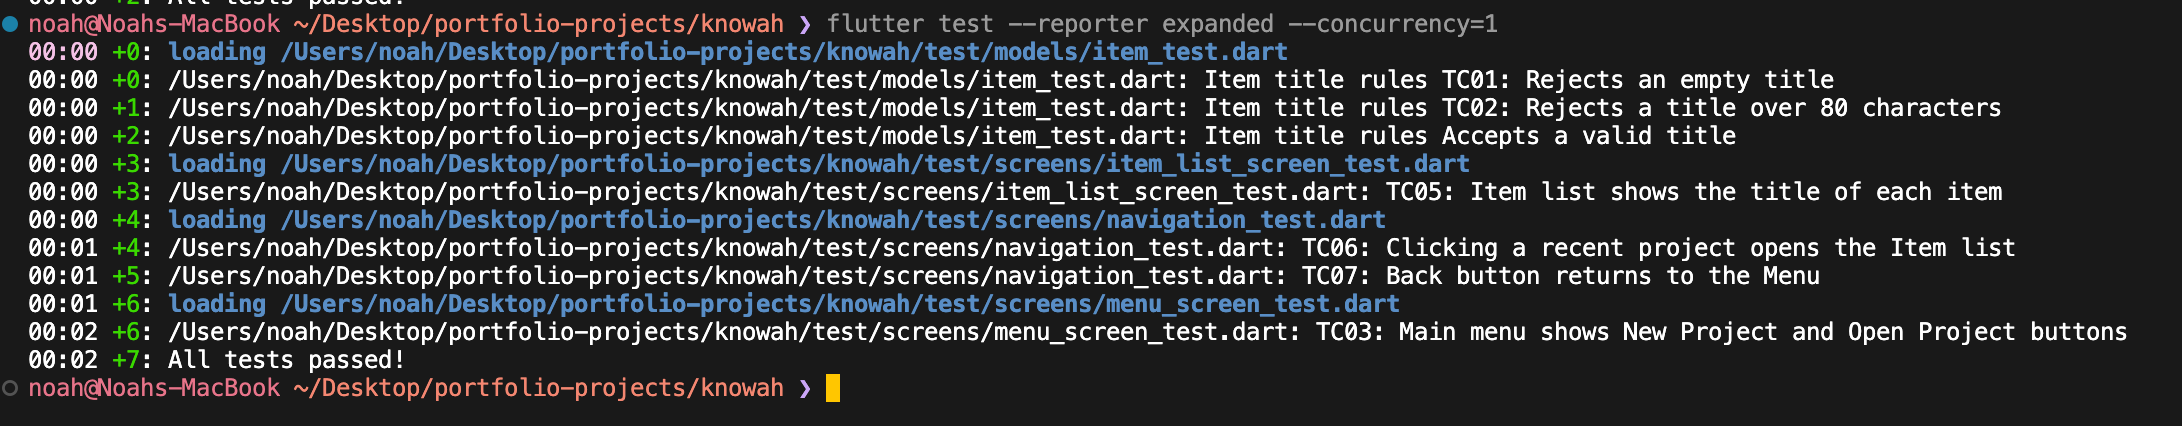 00:00 +2: All tests passed!
noah@Noahs-MacBook ~/Desktop/portfolio-projects/knowah ❯ flutter test --reporter expanded --concurrency=1
00:00 +0: loading /Users/noah/Desktop/portfolio-projects/knowah/test/models/item_test.dart
00:00 +0: /Users/noah/Desktop/portfolio-projects/knowah/test/models/item_test.dart: Item title rules TC01: Rejects an empty title
00:00 +1: /Users/noah/Desktop/portfolio-projects/knowah/test/models/item_test.dart: Item title rules TC02: Rejects a title over 80 characters
00:00 +2: /Users/noah/Desktop/portfolio-projects/knowah/test/models/item_test.dart: Item title rules Accepts a valid title
00:00 +3: loading /Users/noah/Desktop/portfolio-projects/knowah/test/screens/item_list_screen_test.dart
00:00 +3: /Users/noah/Desktop/portfolio-projects/knowah/test/screens/item_list_screen_test.dart: TC05: Item list shows the title of each item
00:00 +4: loading /Users/noah/Desktop/portfolio-projects/knowah/test/screens/navigation_test.dart
00:01 +4: /Users/noah/Desktop/portfolio-projects/knowah/test/screens/navigation_test.dart: TC06: Clicking a recent project opens the Item list
00:01 +5: /Users/noah/Desktop/portfolio-projects/knowah/test/screens/navigation_test.dart: TC07: Back button returns to the Menu
00:01 +6: loading /Users/noah/Desktop/portfolio-projects/knowah/test/screens/menu_screen_test.dart
00:02 +6: /Users/noah/Desktop/portfolio-projects/knowah/test/screens/menu_screen_test.dart: TC03: Main menu shows New Project and Open Project buttons
00:02 +7: All tests passed!
noah@Noahs-MacBook ~/Desktop/portfolio-projects/knowah ❯